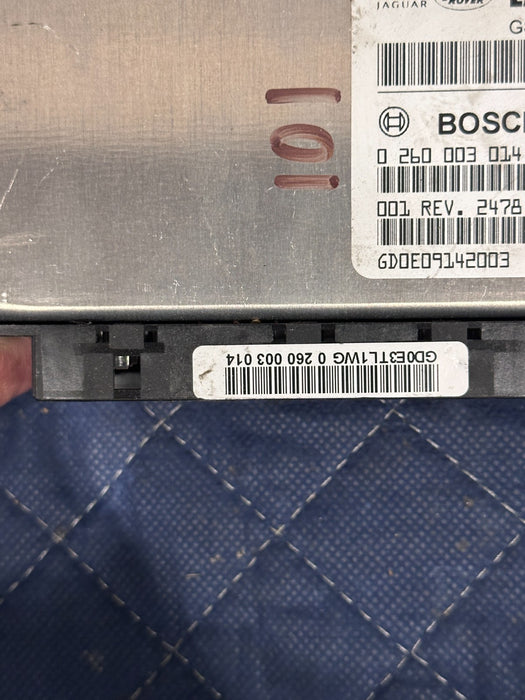 JAGUAR
ROVER
BOSCH
0 260 003 014
001 REV. 2478
GD0E09142003
101
GD0E3TL1WG 0 260 003 014